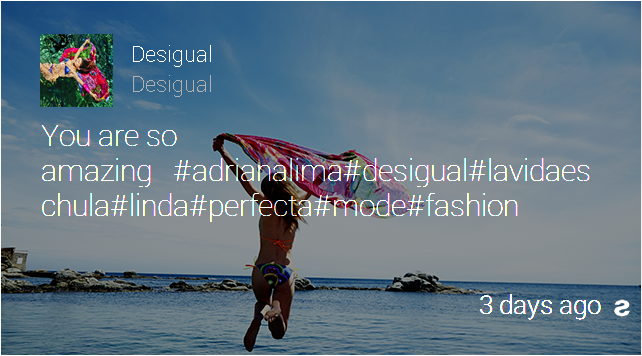 Desigual
Desigual
You are so
amazing #adrianalima#desigual#lavidaes
chula#linda#perfecta#mode#fashion
3 days ago